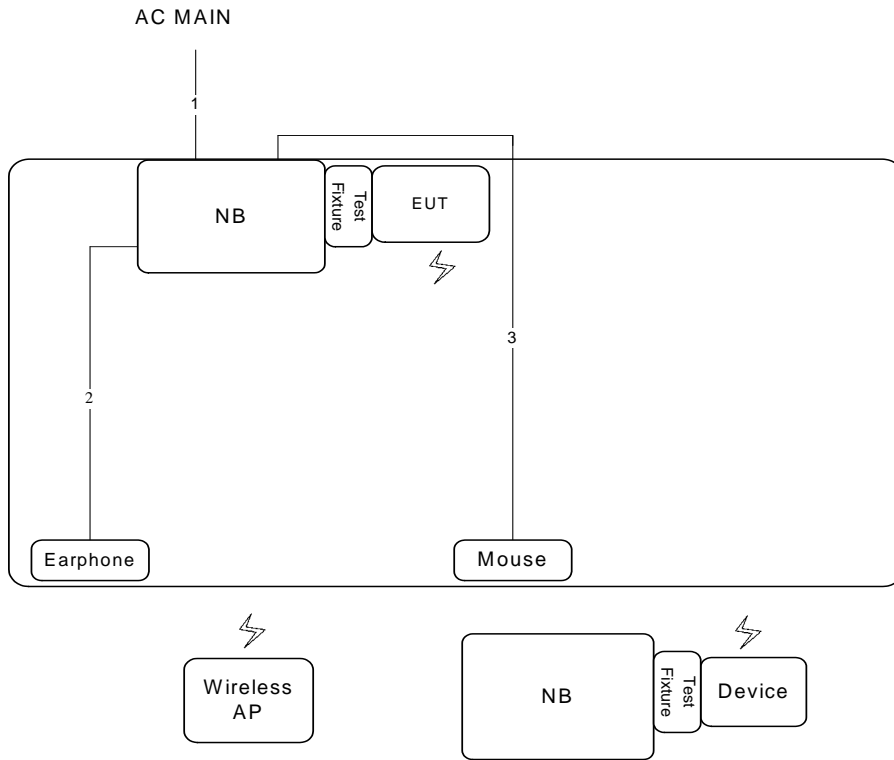 AC MAIN
1
NB
Test
Fixture
EUT
3
2
Earphone
Mouse
Wireless
AP
NB
Test
Fixture
Device